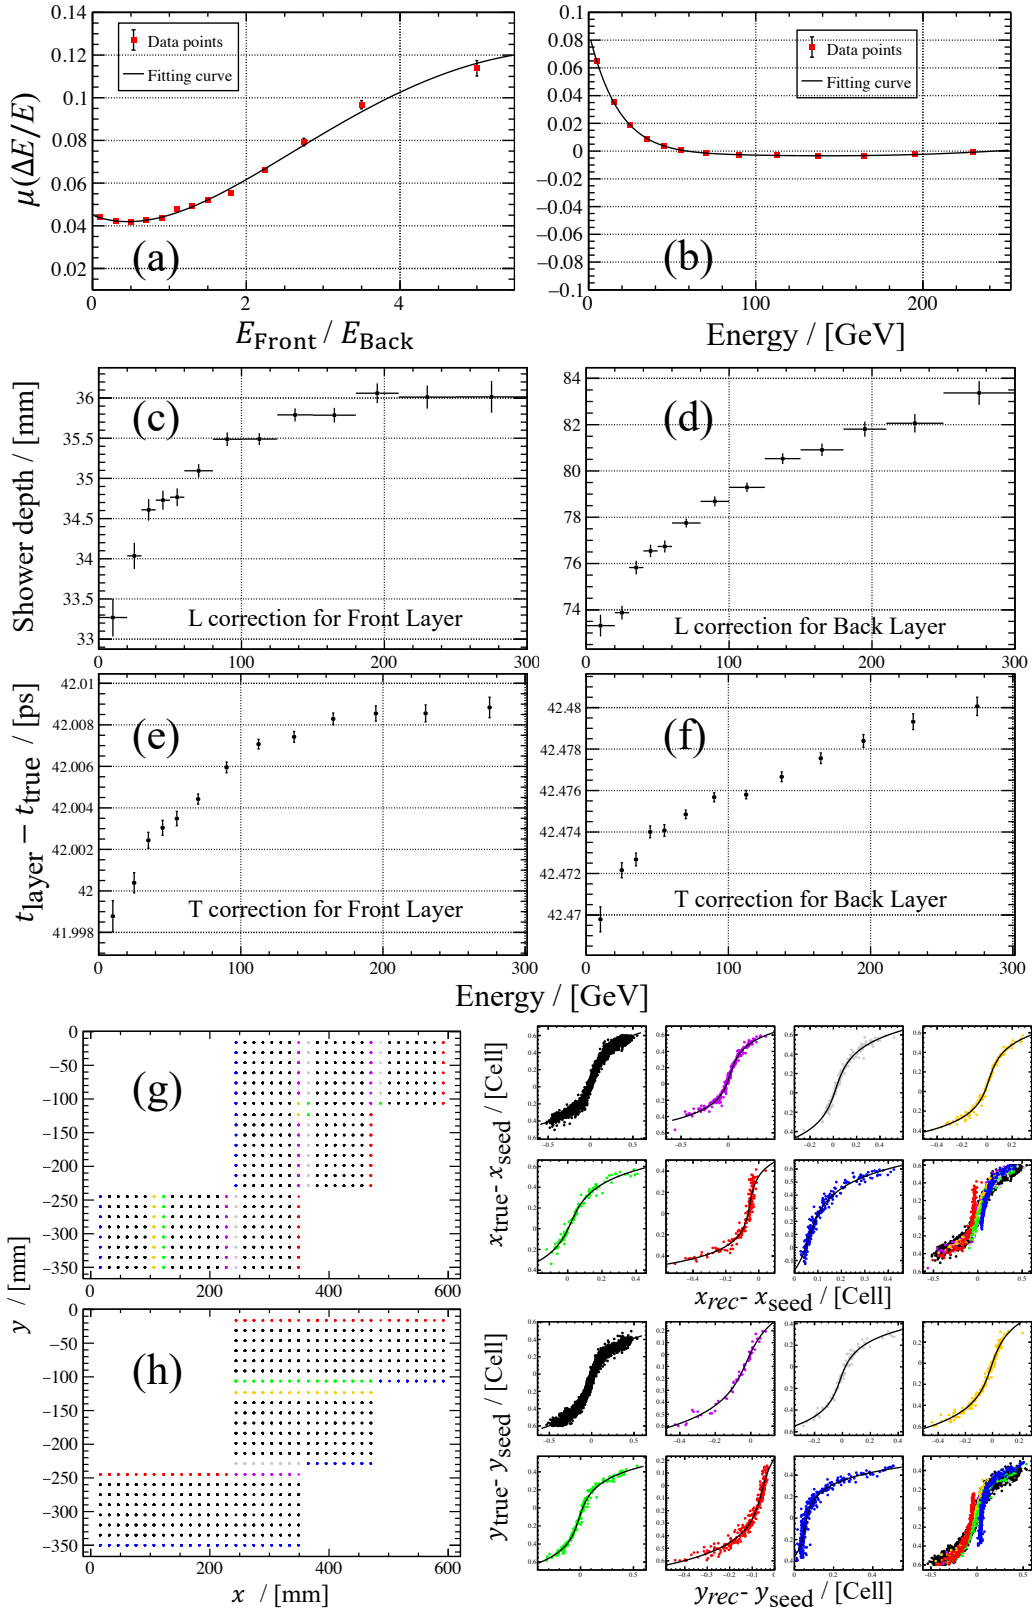 0.14
0.12
0.1
0.08
0.06
0.04
0.02
μ(ΔE/E)
Data points
Fitting curve
(a)
0 2 4
E_Front / E_Back
0.1
0.08
0.06
0.04
0.02
0
−0.02
−0.04
−0.06
−0.08
−0.1
Data points
Fitting curve
(b)
0 100 200
Energy / [GeV]
36
35.5
35
34.5
34
33.5
33
Shower depth / [mm]
(c)
L correction for Front Layer
0 100 200 300
84
82
80
78
76
74
(d)
L correction for Back Layer
0 100 200 300
42.01
42.008
42.006
42.004
42.002
42
41.998
t_layer − t_true / [ps]
(e)
T correction for Front Layer
0 100 200 300
42.48
42.478
42.476
42.474
42.472
42.47
(f)
T correction for Back Layer
0 100 200 300
Energy / [GeV]
0
−50
−100
−150
−200
−250
−300
−350
(g)
0 200 400 600
y / [mm]
0
−50
−100
−150
−200
−250
−300
−350
(h)
0 200 400 600
x / [mm]
x_true- x_seed / [Cell]
x_rec- x_seed / [Cell]
y_true- y_seed / [Cell]
y_rec- y_seed / [Cell]